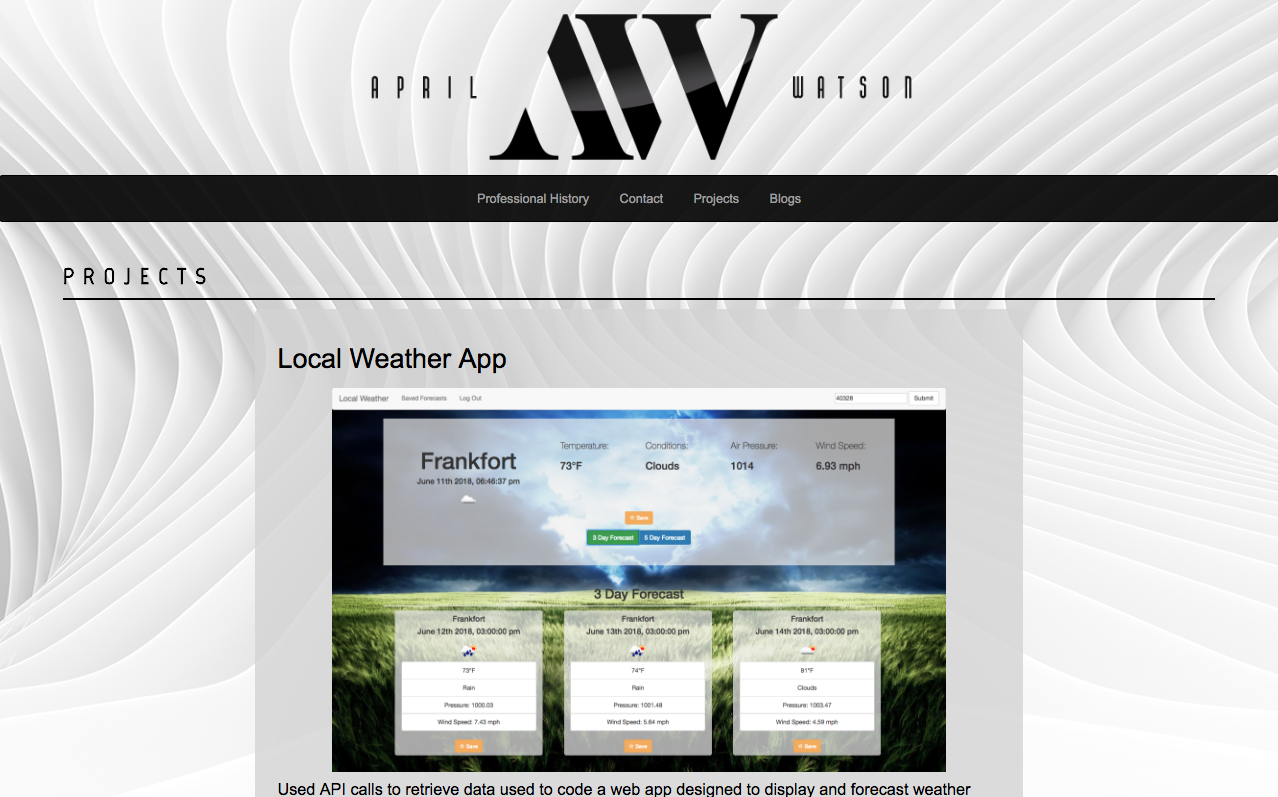 APRIL AW WATSON
Professional History Contact Projects Blogs
PROJECTS
Local Weather App
Local Weather Saved Forecasts Log Out 40328 Submit
Temperature: Conditions: Air Pressure: Wind Speed:
Frankfort 73°F Clouds 1014 6.93 mph
June 11th 2018, 06:46:37 pm
Save
3 Day Forecast 5 Day Forecast
3 Day Forecast
Frankfort
June 12th 2018, 03:00:00 pm
73°F
Rain
Pressure: 1000.03
Wind Speed: 7.43 mph
Save
Frankfort
June 13th 2018, 03:00:00 pm
74°F
Rain
Pressure: 1001.48
Wind Speed: 5.64 mph
Save
Frankfort
June 14th 2018, 03:00:00 pm
81°F
Clouds
Pressure: 1003.47
Wind Speed: 4.59 mph
Save
Used API calls to retrieve data used to code a web app designed to display and forecast weather